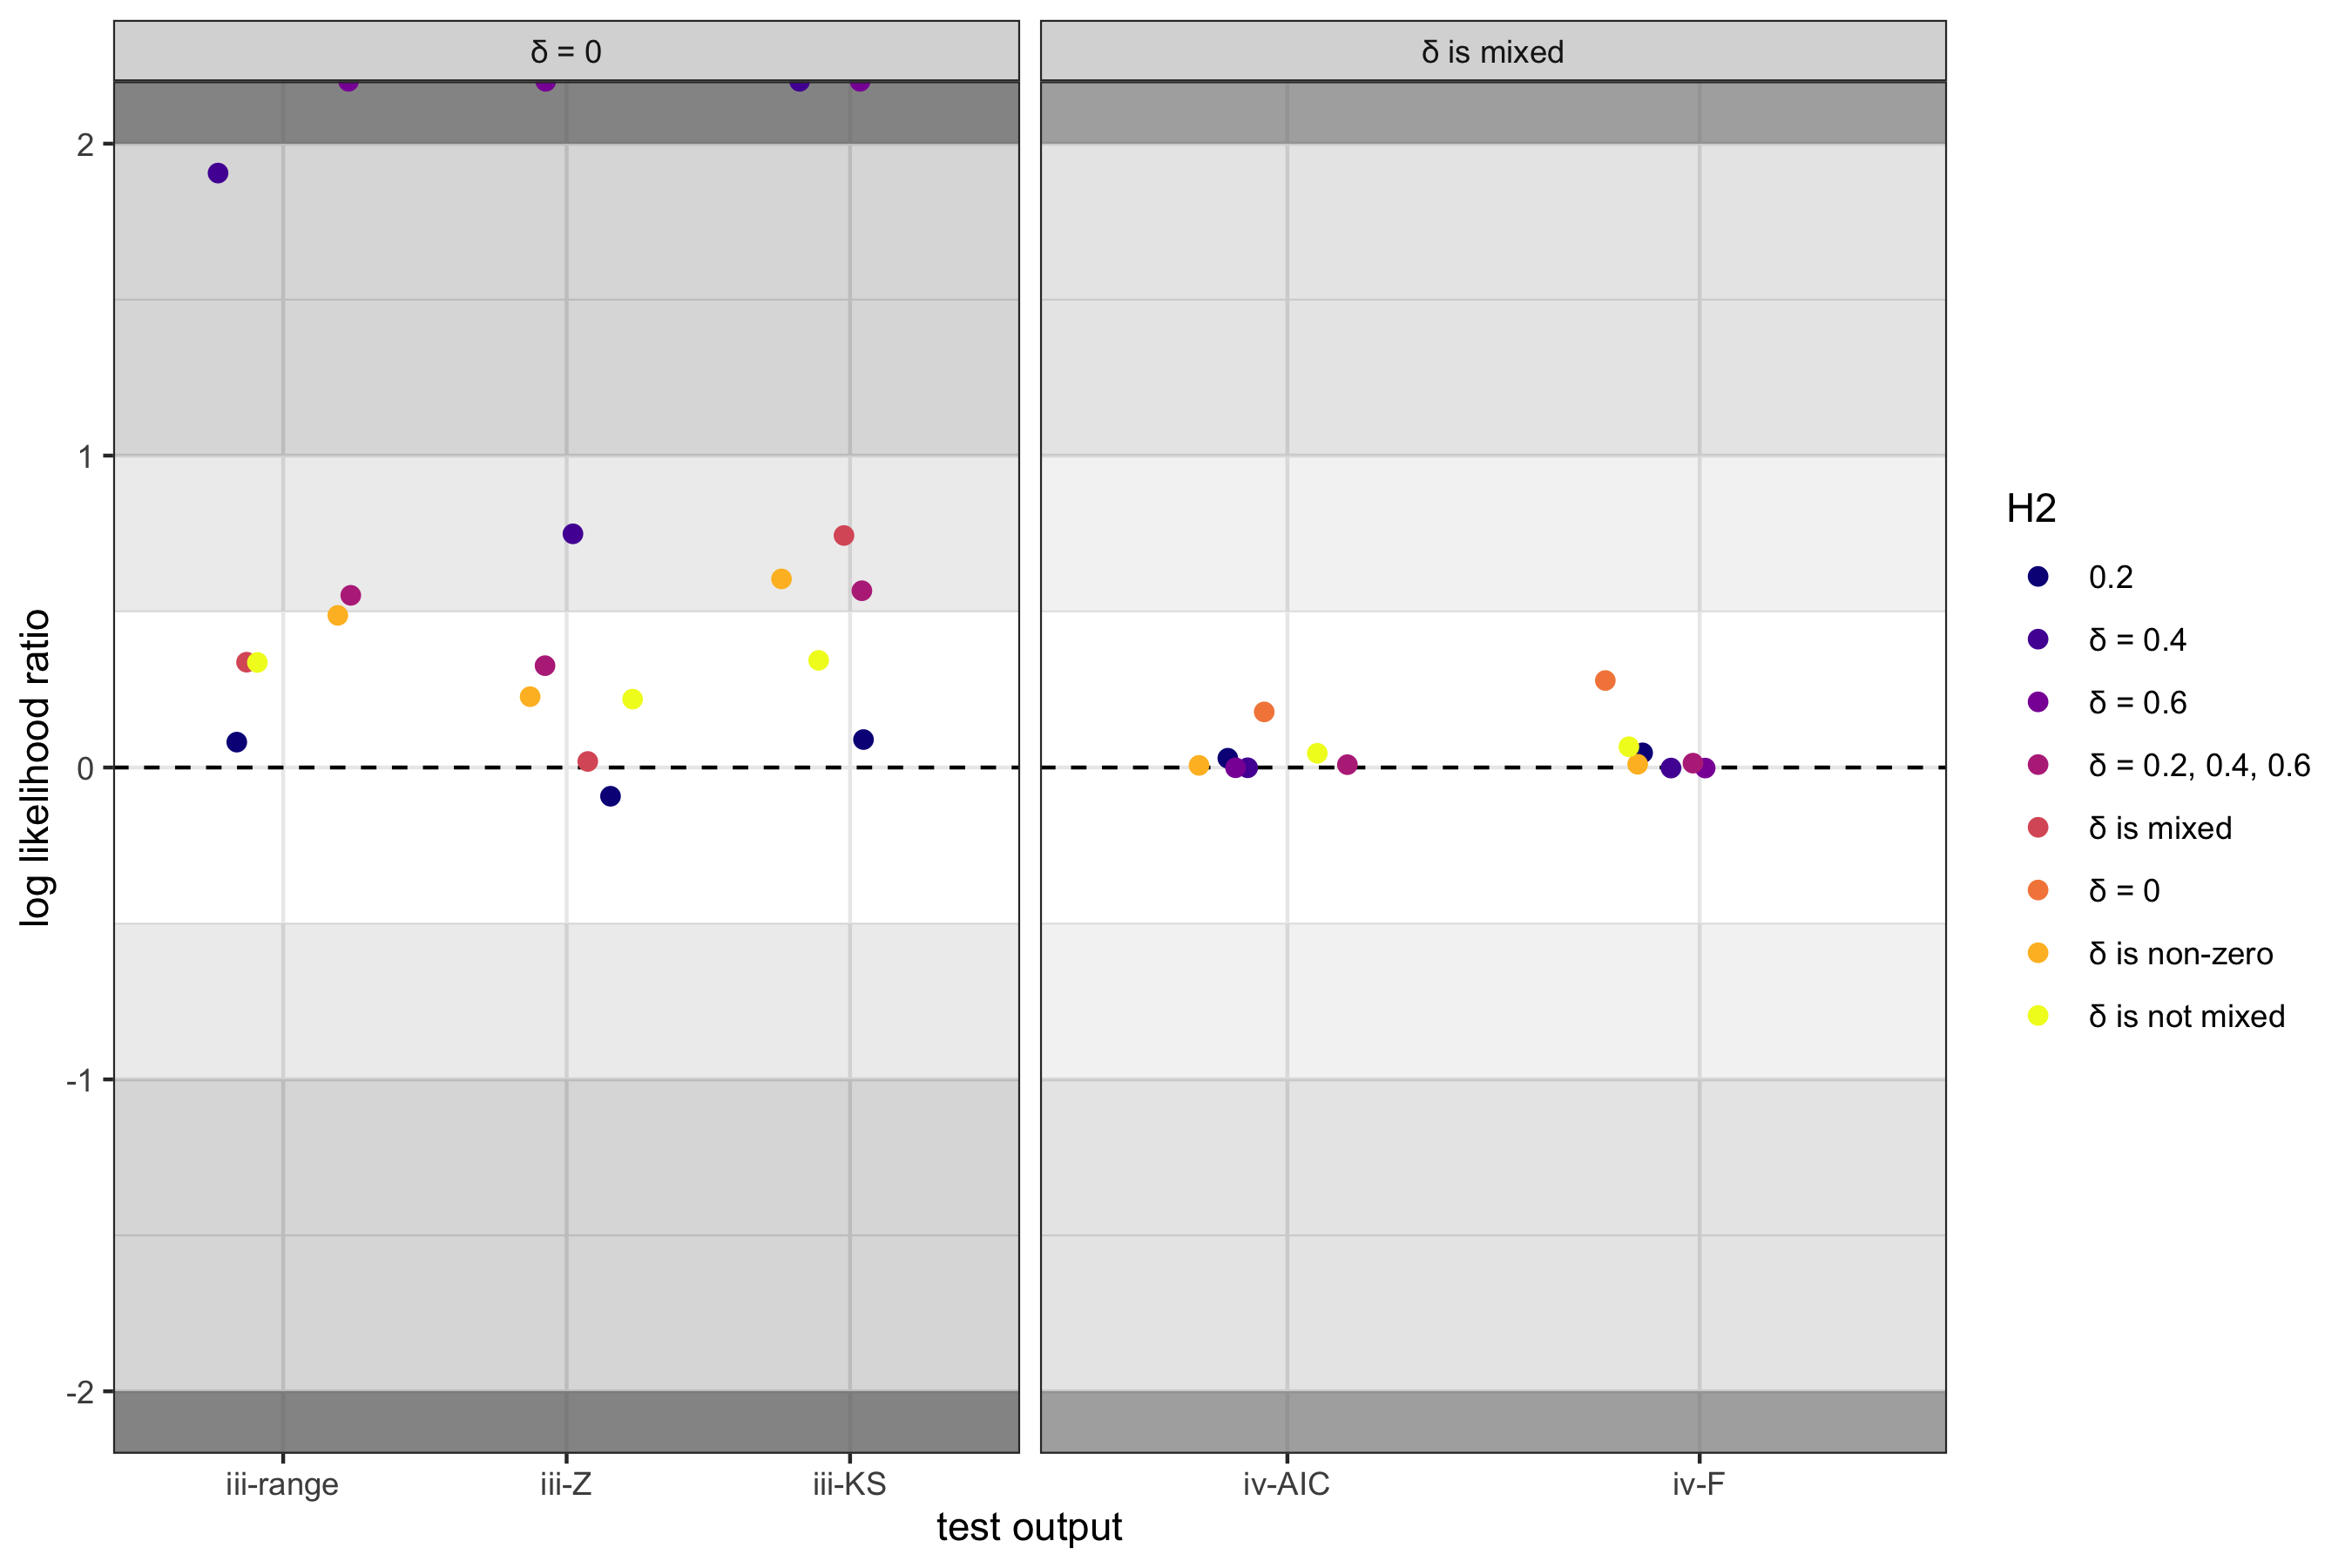 δ = 0
δ is mixed
log likelihood ratio
2
1
0
-1
-2
iii-range
iii-Z
iii-KS
iv-AIC
iv-F
test output
H2
0.2
δ = 0.4
δ = 0.6
δ = 0.2, 0.4, 0.6
δ is mixed
δ = 0
δ is non-zero
δ is not mixed